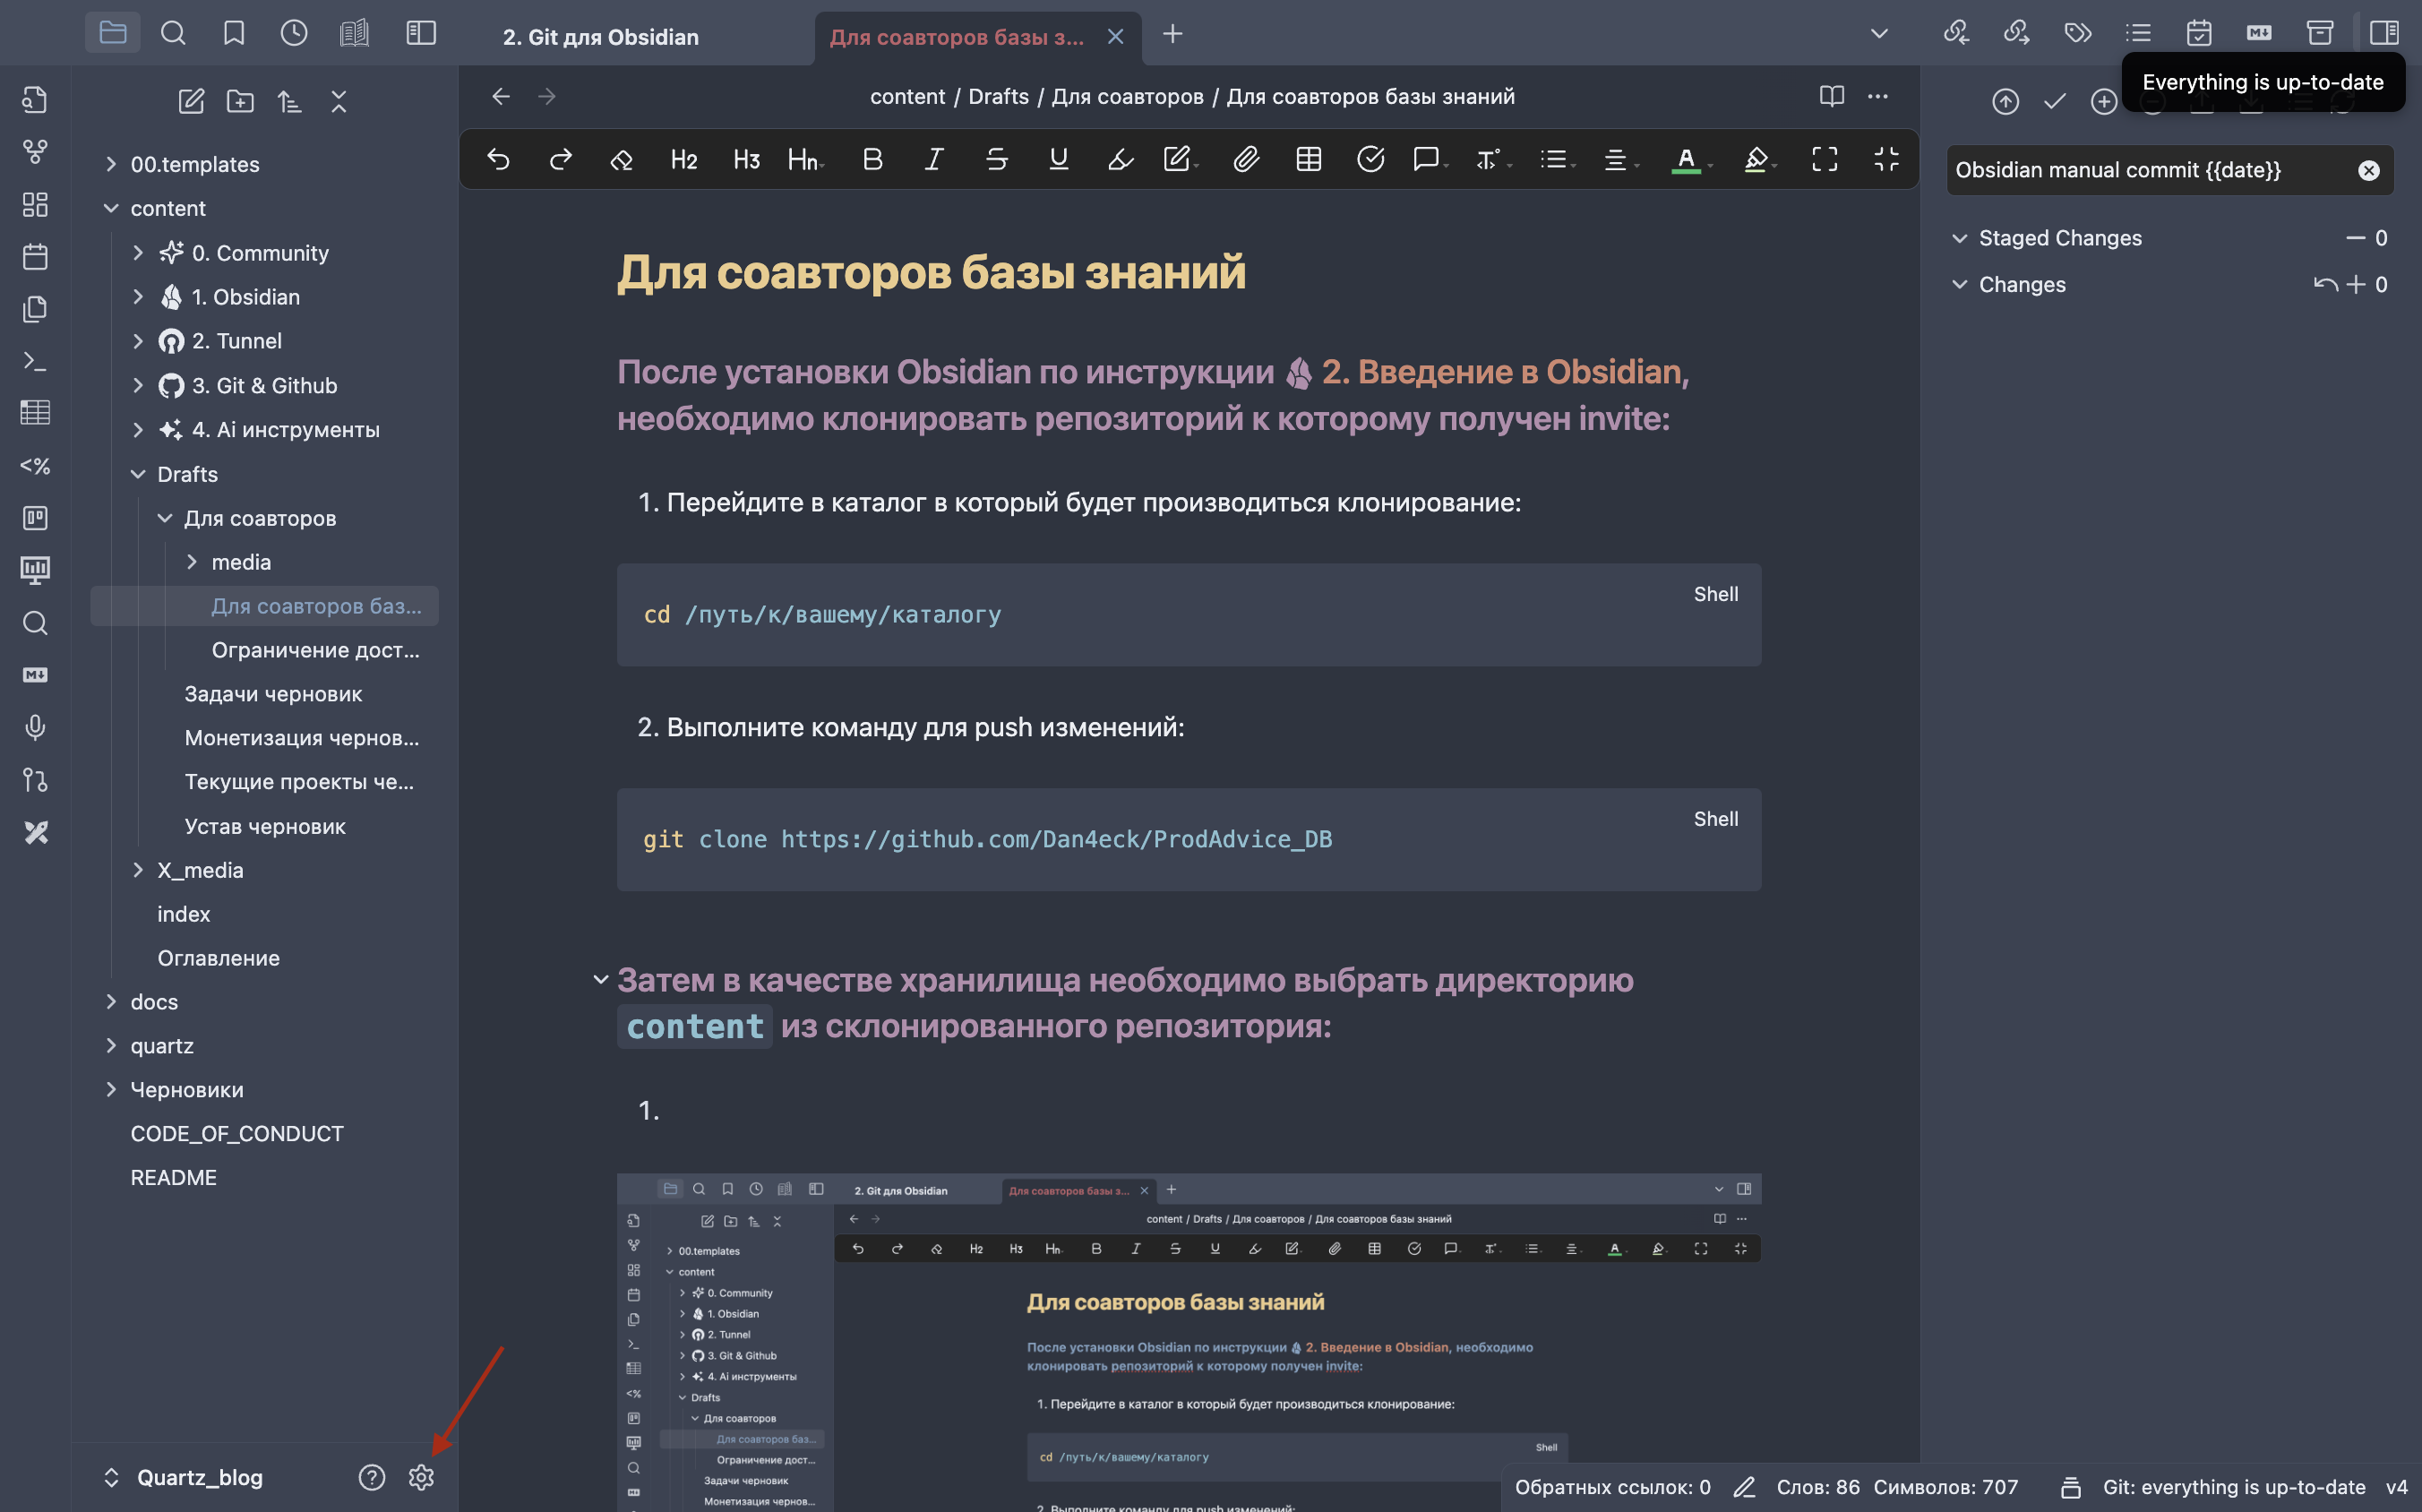 2. Git для Obsidian
Для соавторов базы з...
Everything is up-to-date
content / Drafts / Для соавторов / Для соавторов базы знаний
H2 H3 Hn B I S U T A
Obsidian manual commit {{date}}
Staged Changes 0
Changes 0
00.templates
content
0. Community
1. Obsidian
2. Tunnel
3. Git & Github
4. Ai инструменты
Drafts
Для соавторов
media
Для соавторов баз...
Ограничение дост...
Задачи черновик
Монетизация чернов...
Текущие проекты че...
Устав черновик
X_media
index
Оглавление
docs
quartz
Черновики
CODE_OF_CONDUCT
README
Quartz_blog
<%
M↓
Для соавторов базы знаний
После установки Obsidian по инструкции 2. Введение в Obsidian,
необходимо клонировать репозиторий к которому получен invite:
1. Перейдите в каталог в который будет производиться клонирование:
Shell
cd /путь/к/вашему/каталогу
2. Выполните команду для push изменений:
Shell
git clone https://github.com/Dan4eck/ProdAdvice_DB
Затем в качестве хранилища необходимо выбрать директорию
content из склонированного репозитория:
1.
2. Git для Obsidian
Для соавторов базы з...
content / Drafts / Для соавторов / Для соавторов базы знаний
H2 H3 Hn B I S U T A
00.templates
content
0. Community
1. Obsidian
2. Tunnel
3. Git & Github
4. Ai инструменты
Drafts
Для соавторов
Для соавторов баз...
Ограничение дост...
Задачи черновик
Монетизация чернов...
Для соавторов базы знаний
После установки Obsidian по инструкции 2. Введение в Obsidian, необходимо
клонировать репозиторий к которому получен invite:
1. Перейдите в каталог в который будет производиться клонирование:
Shell
cd /путь/к/вашему/каталогу
2. Выполните команду для push изменений:
Обратных ссылок: 0 Слов: 86 Символов: 707 Git: everything is up-to-date v4